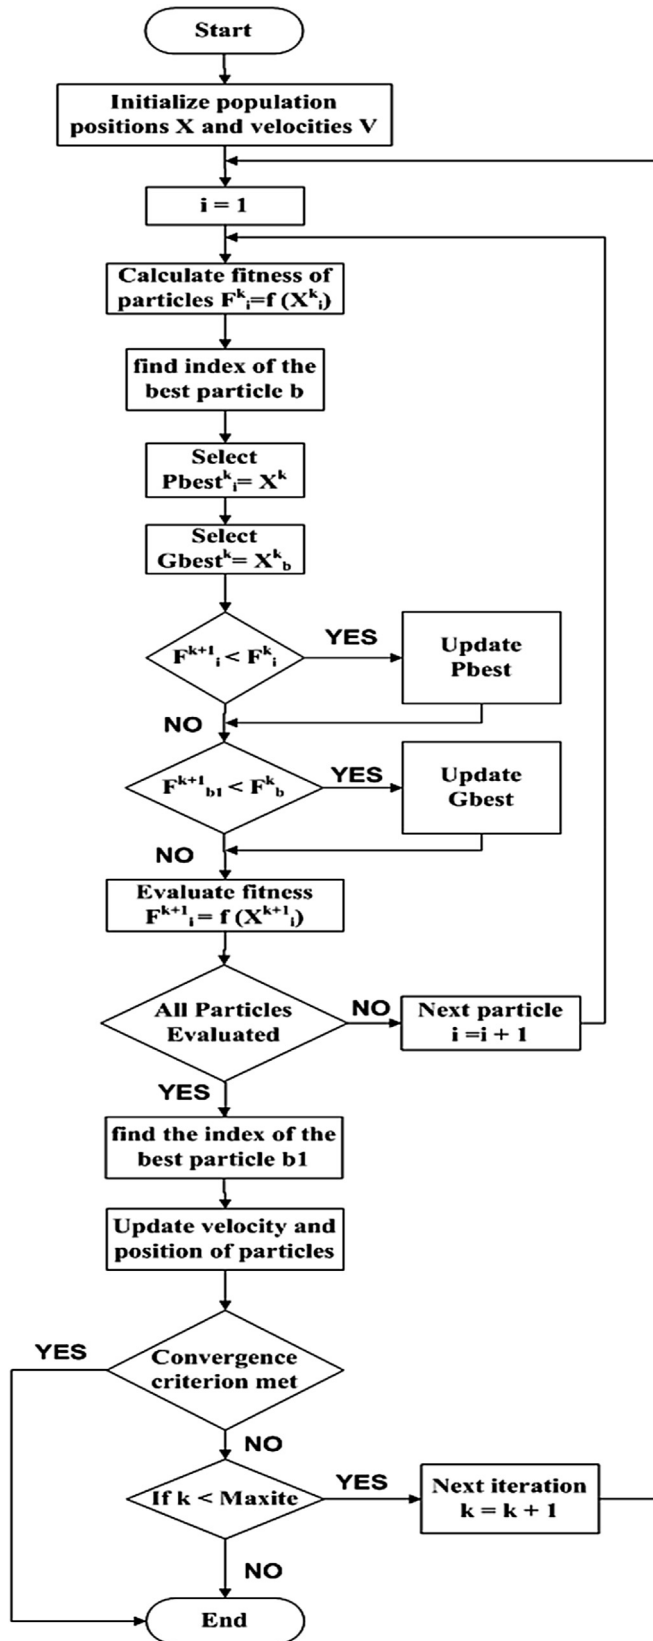 Start
Initialize population
positions X and velocities V
i = 1
Calculate fitness of
particles Fᵏᵢ=f (Xᵏᵢ)
find index of the
best particle b
Select
Pbestᵏᵢ= Xᵏ
Select
Gbestᵏ= Xᵏb
Fᵏ⁺¹ᵢ < Fᵏᵢ
YES
Update
Pbest
NO
Fᵏ⁺¹b1 < Fᵏb
YES
Update
Gbest
NO
Evaluate fitness
Fᵏ⁺¹ᵢ= f (Xᵏ⁺¹ᵢ)
All Particles
Evaluated
NO
Next particle
i =i + 1
YES
find the index of the
best particle b1
Update velocity and
position of particles
YES
Convergence
criterion met
NO
If k < Maxite
YES
Next iteration
k = k + 1
NO
End